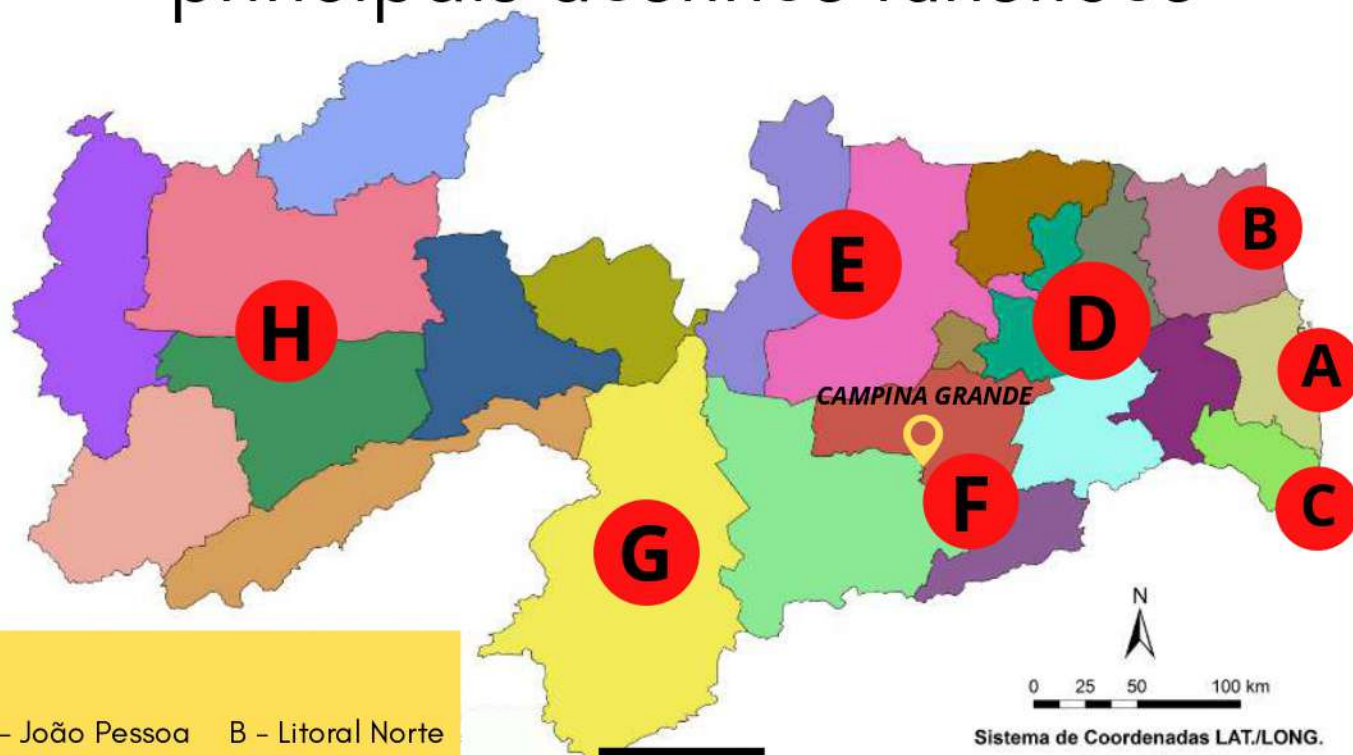 B
E
D
H
A
CAMPINA GRANDE
F
C
G
N
0 25 50 100 km
– João Pessoa B – Litoral Norte
Sistema de Coordenadas LAT./LONG.